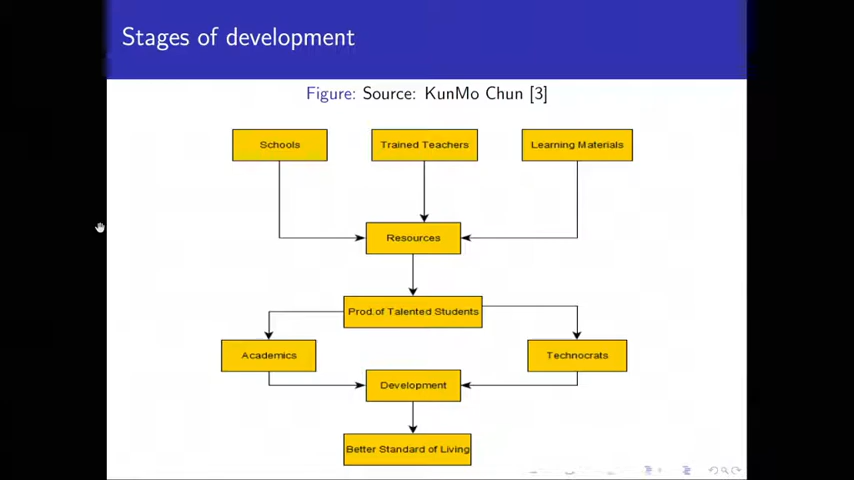 Stages of development
Figure: Source: KunMo Chun [3]
Schools
Trained Teachers
Learning Materials
Resources
Prod.of Talented Students
Academics
Technocrats
Development
Better Standard of Living